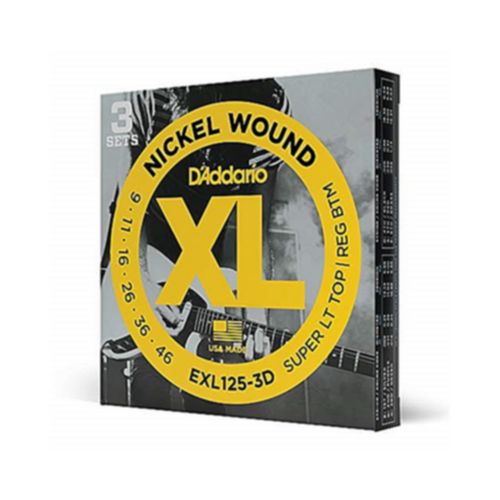 3
SETS
NICKEL WOUND
D'Addario
XL
9 · 11 · 16 · 26 · 36 · 46
USA MADE
EXL125-3D
SUPER LT TOP | REG BTM